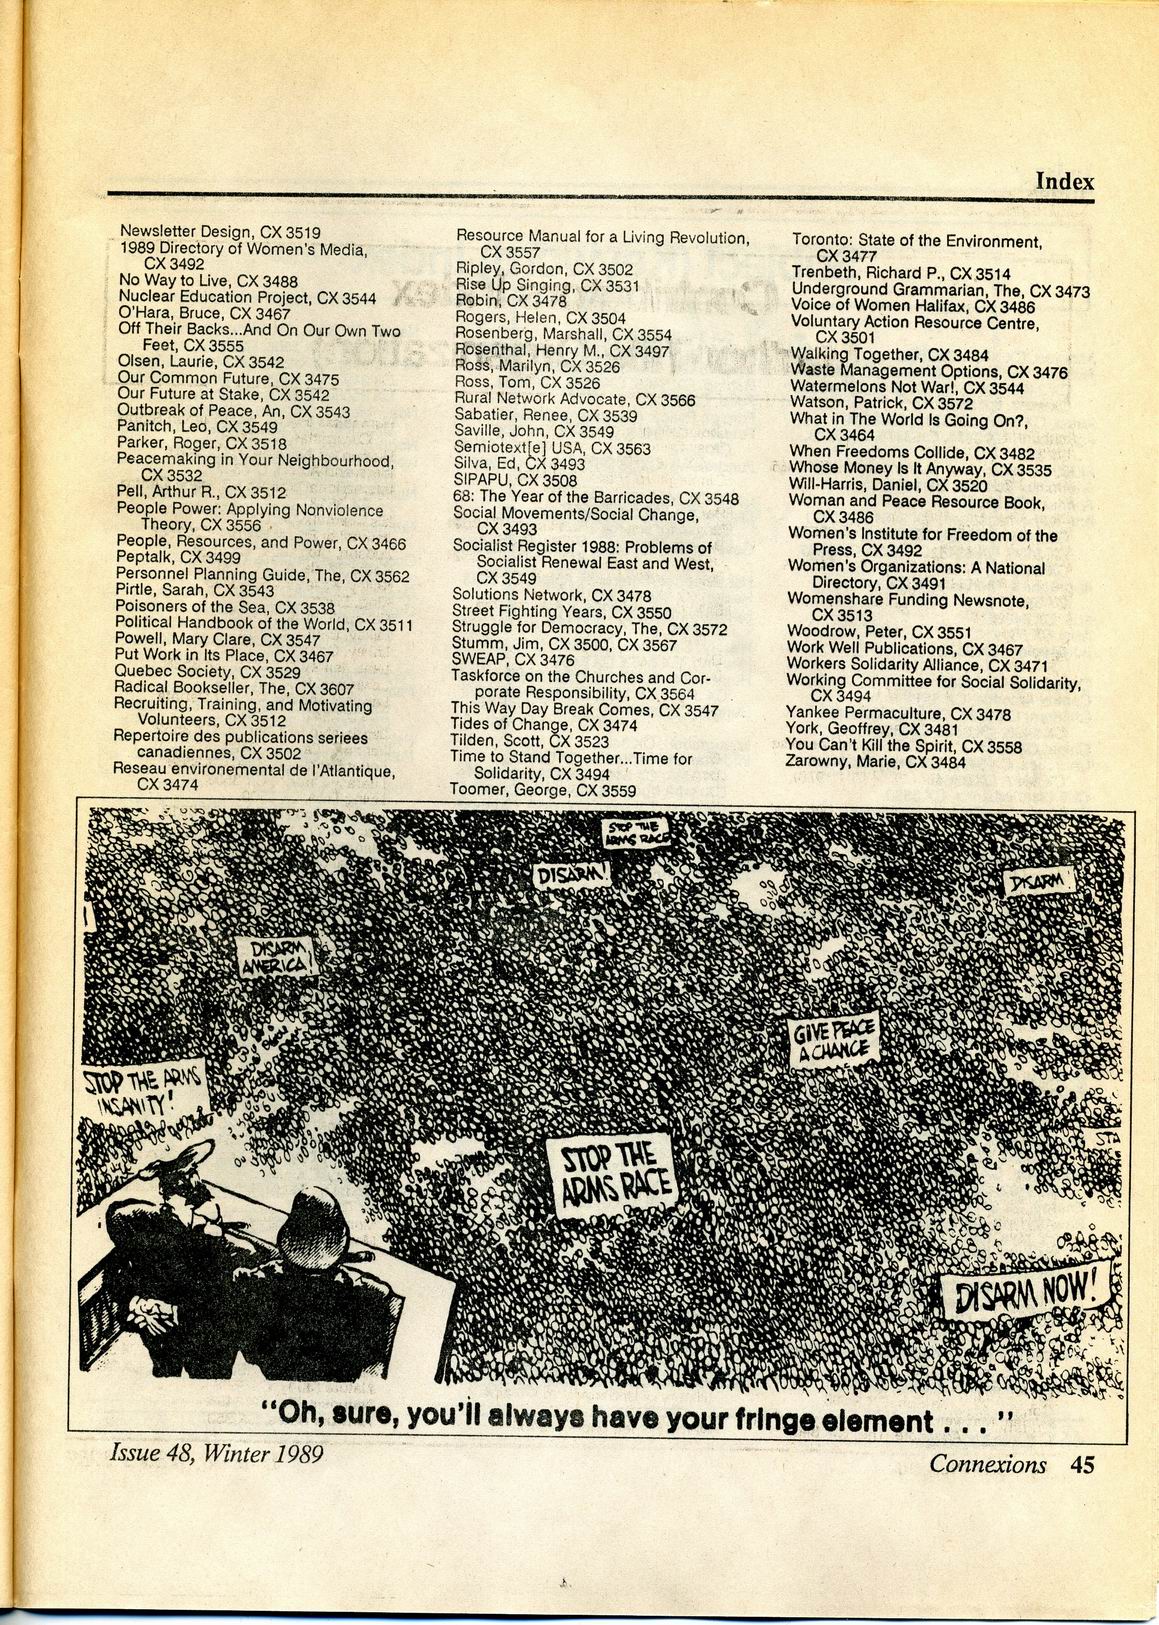 Index
Newsletter Design, CX 3519
1989 Directory of Women's Media,
CX 3492
No Way to Live, CX 3488
Nuclear Education Project, CX 3544
O'Hara, Bruce, CX 3467
Off Their Backs...And On Our Own Two
Feet, CX 3555
Olsen, Laurie, CX 3542
Our Common Future, CX 3475
Our Future at Stake, CX 3542
Outbreak of Peace, An, CX 3543
Panitch, Leo, CX 3549
Parker, Roger, CX 3518
Peacemaking in Your Neighbourhood,
CX 3532
Pell, Arthur R., CX 3512
People Power: Applying Nonviolence
Theory, CX 3556
People, Resources, and Power, CX 3466
Peptalk, CX 3499
Personnel Planning Guide, The, CX 3562
Pirtle, Sarah, CX 3543
Poisoners of the Sea, CX 3538
Political Handbook of the World, CX 3511
Powell, Mary Clare, CX 3547
Put Work in Its Place, CX 3467
Quebec Society, CX 3529
Radical Bookseller, The, CX 3607
Recruiting, Training, and Motivating
Volunteers, CX 3512
Repertoire des publications seriees
canadiennes, CX 3502
Reseau environemental de l'Atlantique,
CX 3474
Resource Manual for a Living Revolution,
CX 3557
Ripley, Gordon, CX 3502
Rise Up Singing, CX 3531
Robin, CX 3478
Rogers, Helen, CX 3504
Rosenberg, Marshall, CX 3554
Rosenthal, Henry M., CX 3497
Ross, Marilyn, CX 3526
Ross, Tom, CX 3526
Rural Network Advocate, CX 3566
Sabatier, Renee, CX 3539
Saville, John, CX 3549
Semiotext[e] USA, CX 3563
Silva, Ed, CX 3493
SIPAPU, CX 3508
68: The Year of the Barricades, CX 3548
Social Movements/Social Change,
CX 3493
Socialist Register 1988: Problems of
Socialist Renewal East and West,
CX 3549
Solutions Network, CX 3478
Street Fighting Years, CX 3550
Struggle for Democracy, The, CX 3572
Stumm, Jim, CX 3500, CX 3567
SWEAP, CX 3476
Taskforce on the Churches and Cor-
porate Responsibility, CX 3564
This Way Day Break Comes, CX 3547
Tides of Change, CX 3474
Tilden, Scott, CX 3523
Time to Stand Together...Time for
Solidarity, CX 3494
Toomer, George, CX 3559
Toronto: State of the Environment,
CX 3477
Trenbeth, Richard P., CX 3514
Underground Grammarian, The, CX 3473
Voice of Women Halifax, CX 3486
Voluntary Action Resource Centre,
CX 3501
Walking Together, CX 3484
Waste Management Options, CX 3476
Watermelons Not War!, CX 3544
Watson, Patrick, CX 3572
What in The World Is Going On?,
CX 3464
When Freedoms Collide, CX 3482
Whose Money Is It Anyway, CX 3535
Will-Harris, Daniel, CX 3520
Woman and Peace Resource Book,
CX 3486
Women's Institute for Freedom of the
Press, CX 3492
Women's Organizations: A National
Directory, CX 3491
Womenshare Funding Newsnote,
CX 3513
Woodrow, Peter, CX 3551
Work Well Publications, CX 3467
Workers Solidarity Alliance, CX 3471
Working Committee for Social Solidarity,
CX 3494
Yankee Permaculture, CX 3478
York, Geoffrey, CX 3481
You Can't Kill the Spirit, CX 3558
Zarowny, Marie, CX 3484
STOP THE
ARMS RACE
DISARM!
DISARM!
DISARM
AMERICA!
GIVE PEACE
A CHANCE
STOP THE ARMS
INSANITY!
STOP THE
ARMS RACE
DISARM NOW!
"Oh, sure, you'll always have your fringe element . . ."
Issue 48, Winter 1989
Connexions 45